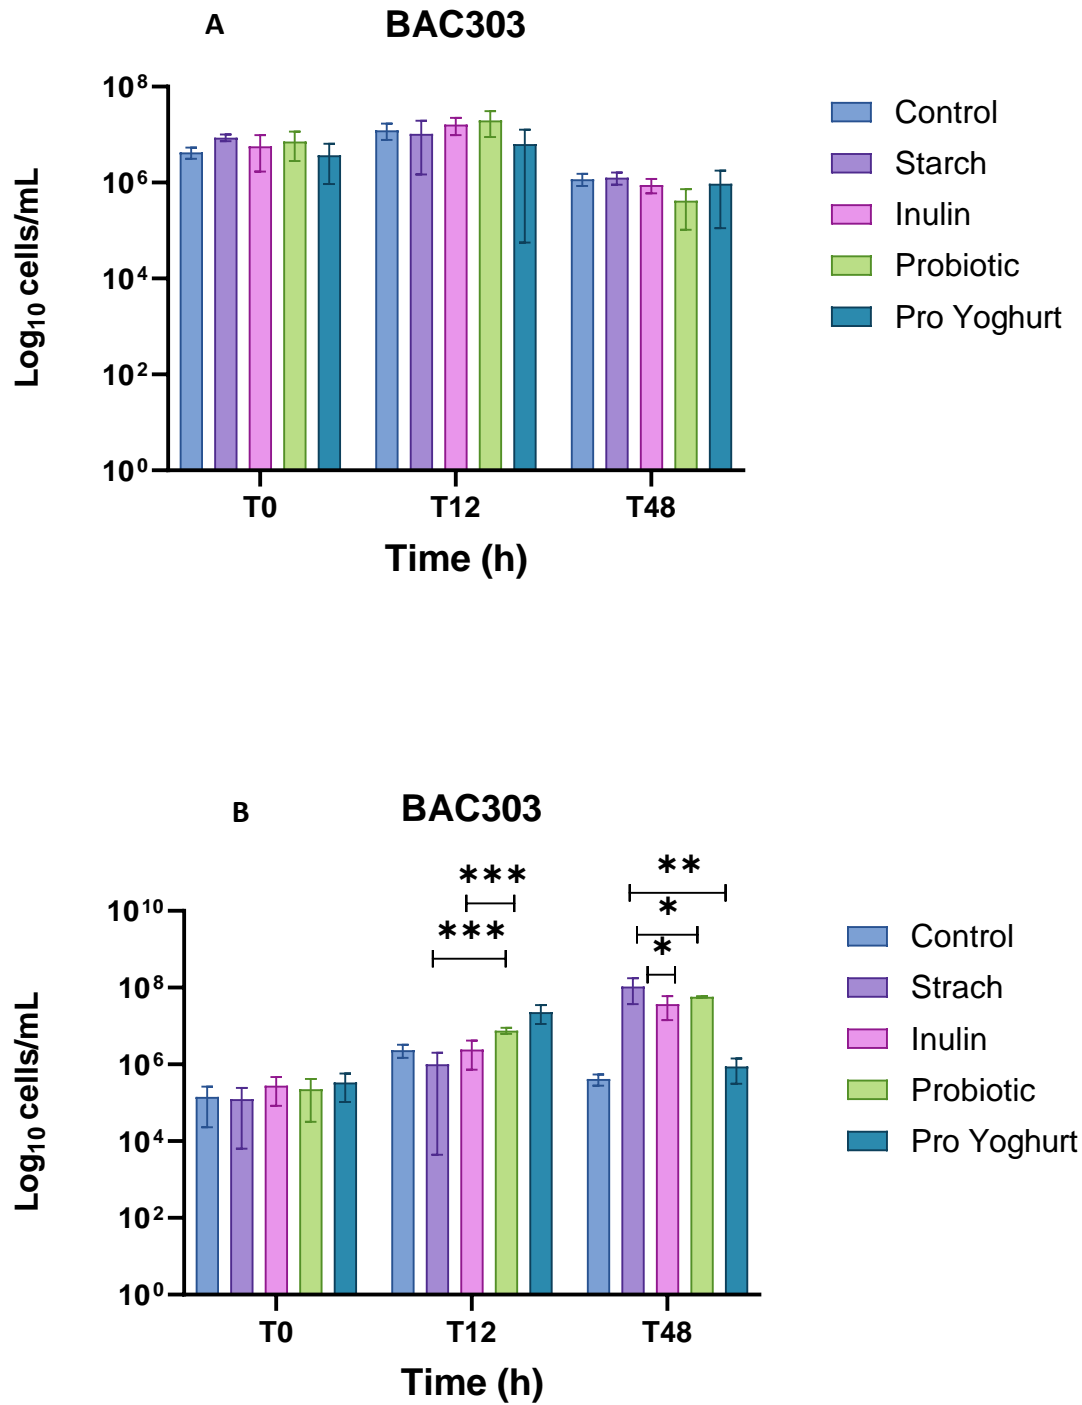 A BAC303
10⁸
10⁶
10⁴
10²
10⁰
Log₁₀ cells/mL
T0 T12 T48
Time (h)
Control
Starch
Inulin
Probiotic
Pro Yoghurt
B BAC303
10¹⁰
10⁸
10⁶
10⁴
10²
10⁰
Log₁₀ cells/mL
***
***
**
*
*
T0 T12 T48
Time (h)
Control
Strach
Inulin
Probiotic
Pro Yoghurt